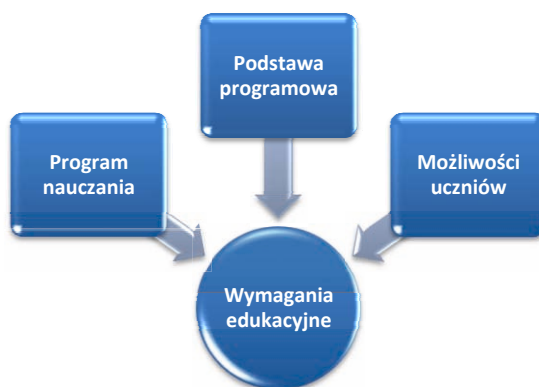 Podstawa
programowa
Program
nauczania
Możliwości
uczniów
Wymagania
edukacyjne